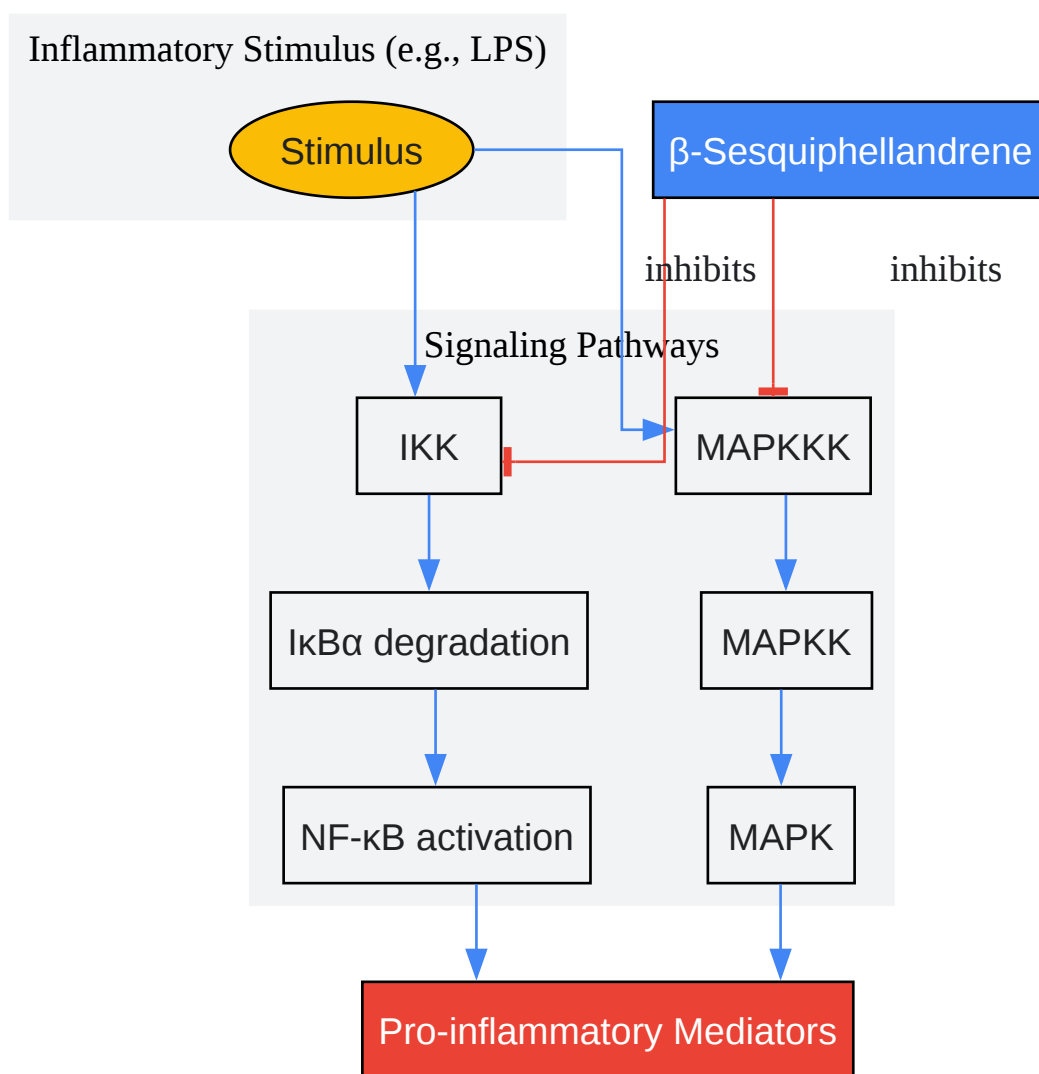 Inflammatory Stimulus (e.g., LPS)
Stimulus
β-Sesquiphellandrene
inhibits
inhibits
Signaling Pathways
IKK
MAPKKK
IκBα degradation
MAPKK
NF-κB activation
MAPK
Pro-inflammatory Mediators